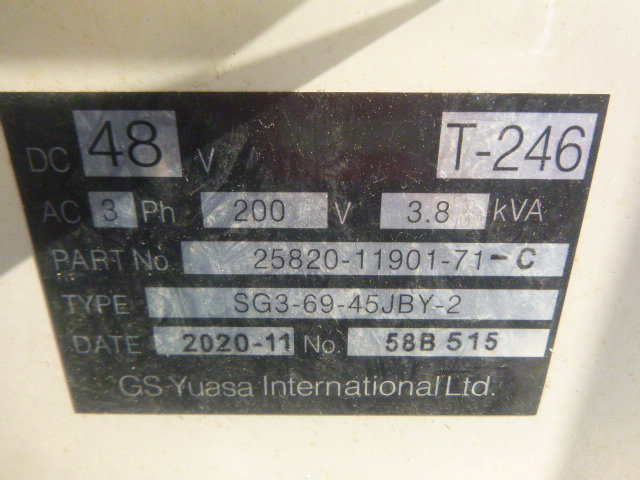 DC 48 V T-246
AC 3 Ph 200 V 3.8 kVA
PART No. 25820-11901-71-C
TYPE SG3-69-45JBY-2
DATE 2020-11 No. 58B 515
GS Yuasa International Ltd.